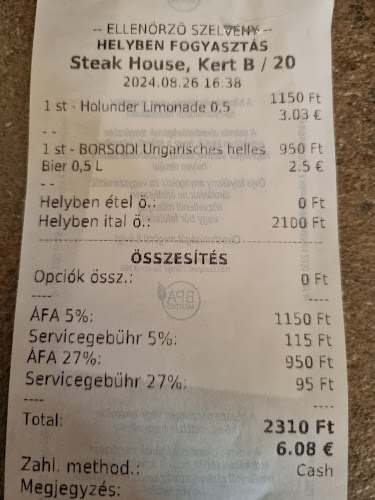 -- ELLENŐRZŐ SZELVÉNY --
HELYBEN FOGYASZTÁS
Steak House, Kert B / 20
2024.08.26 16:38
1 st - Holunder Limonade 0,5 1150 Ft
3.03 €
--
1 st - BORSODI Ungarisches helles 950 Ft
Bier 0,5 L 2.5 €
--
Helyben étel ö.: 0 Ft
Helyben ital ö.: 2100 Ft
ÖSSZESÍTÉS
Opciók össz.: 0 Ft
----
ÁFA 5%: 1150 Ft
Servicegebühr 5%: 115 Ft
ÁFA 27%: 950 Ft
Servicegebühr 27%: 95 Ft
----
Total: 2310 Ft
6.08 €
Zahl. method.: Cash
Megjegyzés:
----